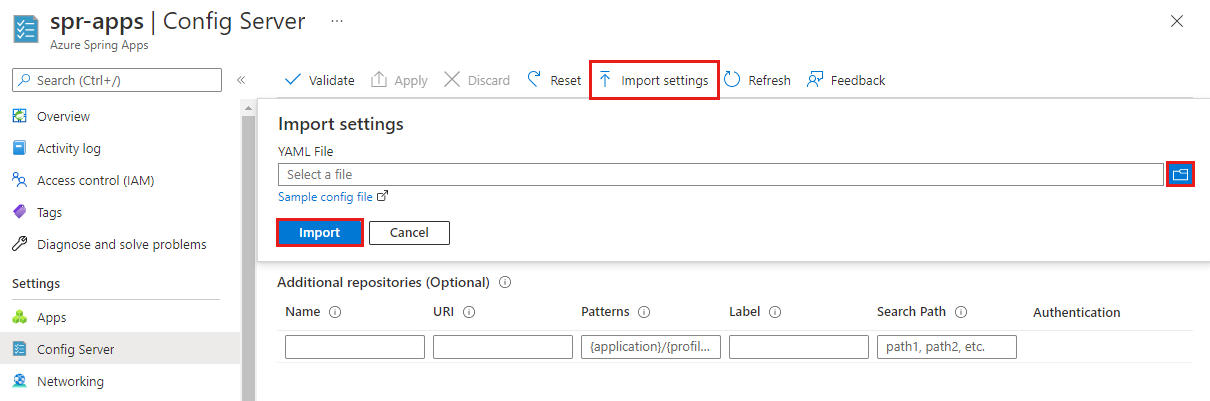 spr-apps | Config Server ...
Azure Spring Apps
Search (Ctrl+/)
Validate Apply Discard Reset Import settings Refresh Feedback
Overview
Activity log
Access control (IAM)
Tags
Diagnose and solve problems
Settings
Apps
Config Server
Networking
Import settings
YAML File
Select a file
Sample config file
Import Cancel
Additional repositories (Optional)
Name URI Patterns Label Search Path Authentication
{application}/{profil... path1, path2, etc.